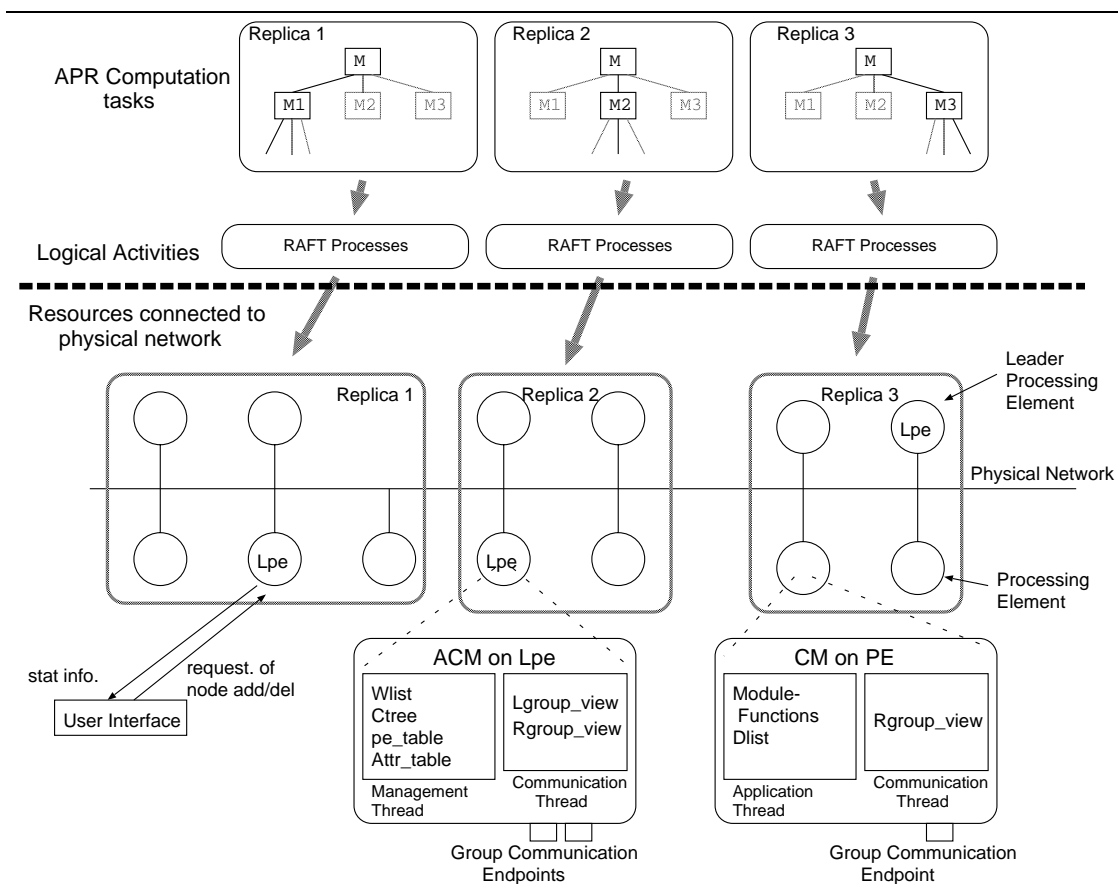 Replica 1
Replica 2
Replica 3
APR Computation
tasks
M
M
M
M1
M2
M3
M1
M2
M3
M1
M2
M3
Logical Activities
RAFT Processes
RAFT Processes
RAFT Processes
Resources connected to
physical network
Replica 1
Replica 2
Replica 3
Leader
Processing
Element
Lpe
Physical Network
Lpe
Lpe
Processing
Element
stat info.
request. of
node add/del
User Interface
ACM on Lpe
Wlist
Ctree
pe_table
Attr_table
Lgroup_view
Rgroup_view
Management
Thread
Communication
Thread
Group Communication
Endpoints
CM on PE
Module-
Functions
Dlist
Rgroup_view
Application
Thread
Communication
Thread
Group Communication
Endpoint